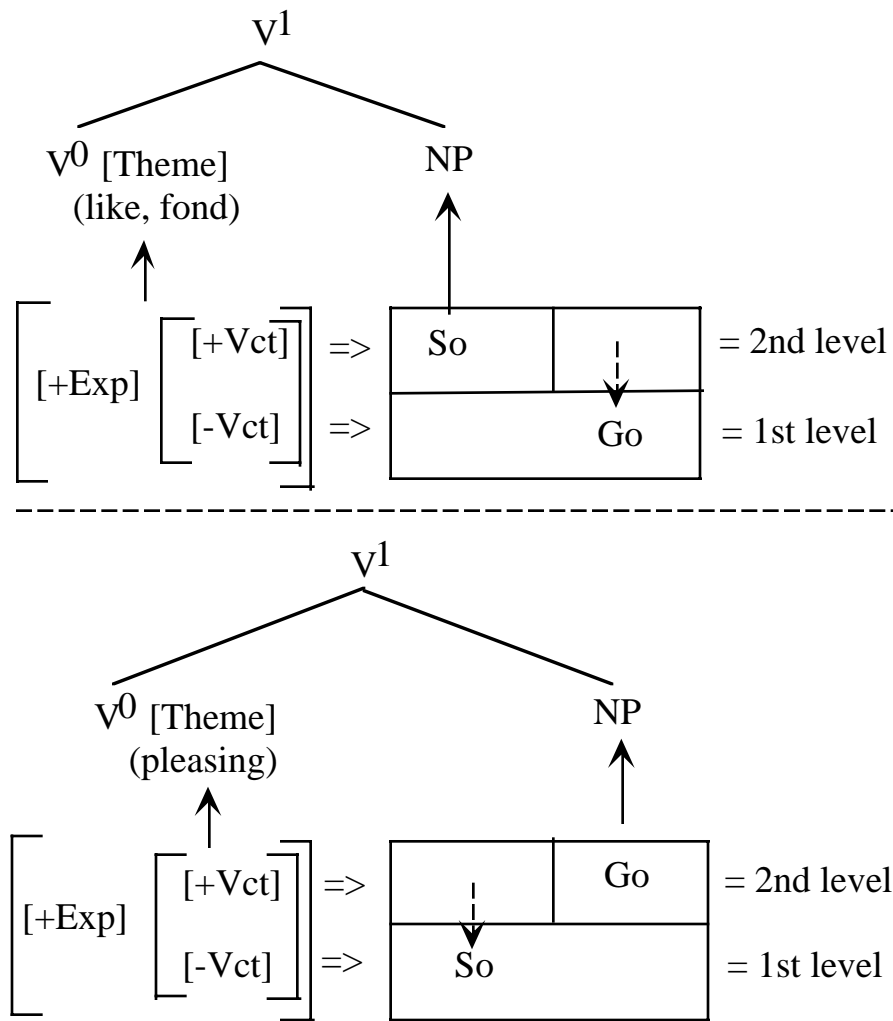 V1
V0 [Theme] NP
(like, fond)
[+Vct] => So = 2nd level
[+Exp]
[-Vct] => Go = 1st level
V1
V0 [Theme] NP
(pleasing)
[+Vct] => Go = 2nd level
[+Exp]
[-Vct] => So = 1st level